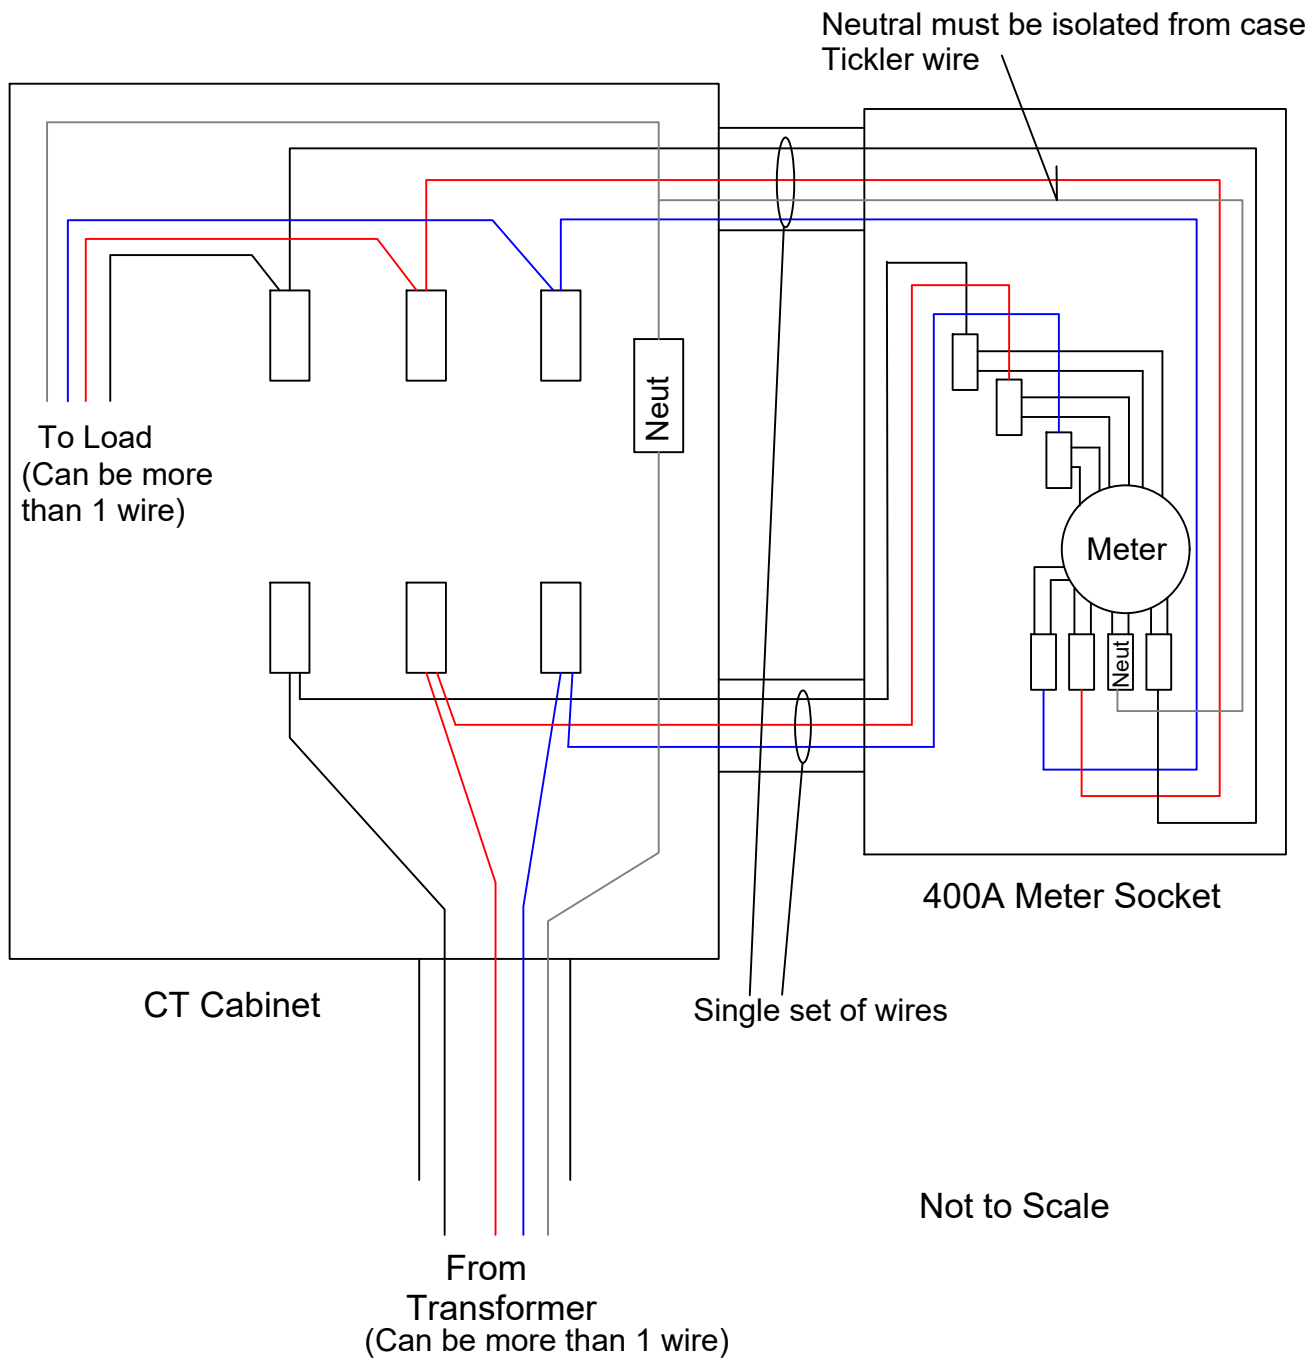 Neutral must be isolated from case
Tickler wire
To Load
(Can be more
than 1 wire)
Neut
Meter
Neut
400A Meter Socket
CT Cabinet
Single set of wires
Not to Scale
From
Transformer
(Can be more than 1 wire)